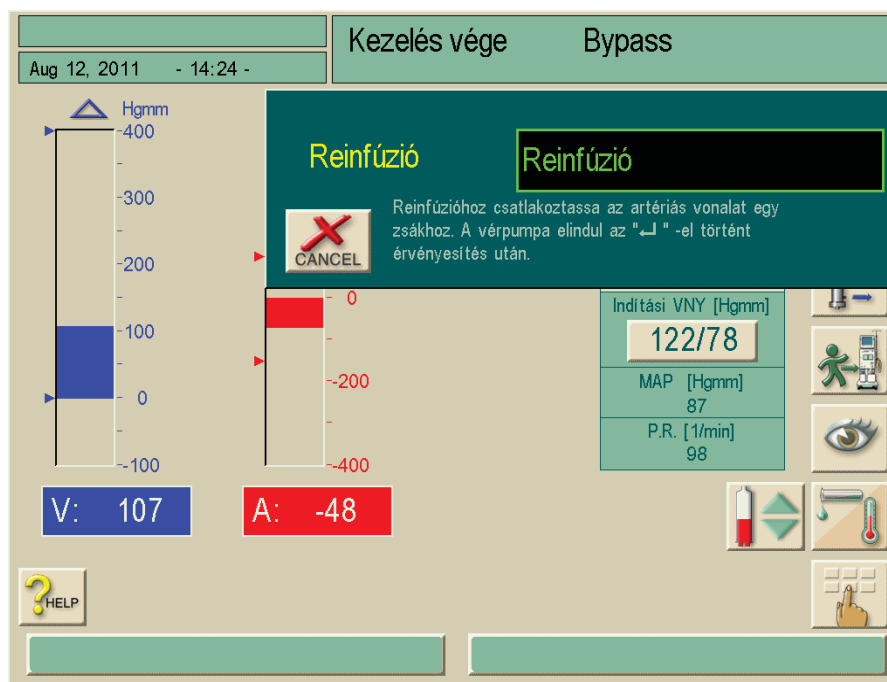 Kezelés vége Bypass
Aug 12, 2011 - 14:24 -
Hgmm
400
300
200
100
0
-100
Reinfúzió
Reinfúzió
Reinfúzióhoz csatlakoztassa az artériás vonalat egy
zsákhoz. A vérpumpa elindul az "↵ " -el történt
érvényesítés után.
CANCEL
0
-200
-400
Indítási VNY [Hgmm]
122/78
MAP [Hgmm]
87
P.R. [1/min]
98
V: 107
A: -48
HELP